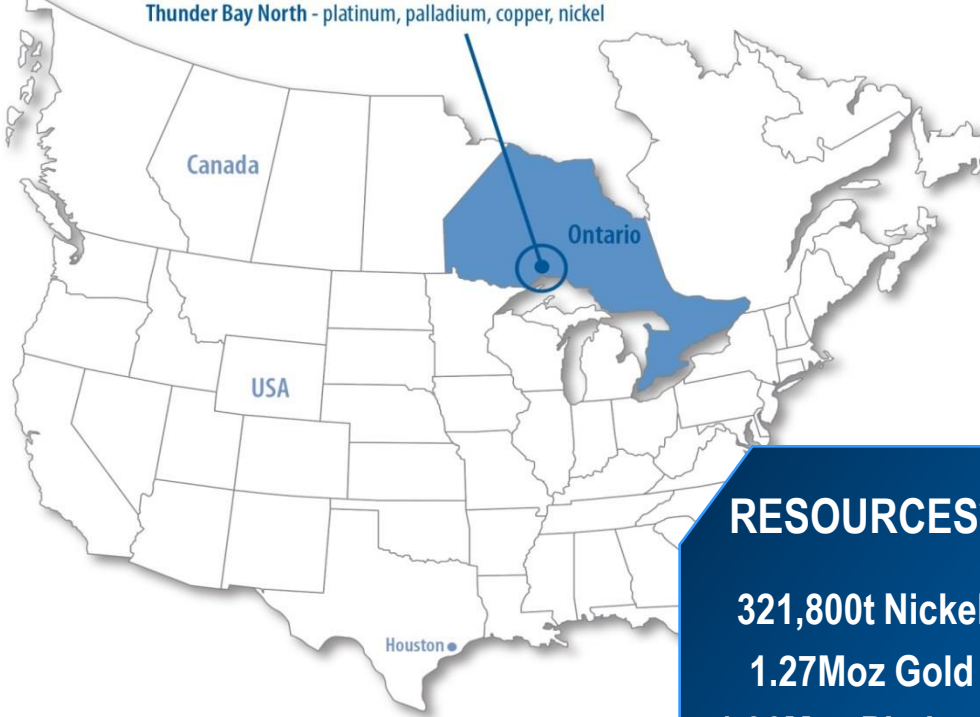 Thunder Bay North - platinum, palladium, copper, nickel
Canada
Ontario
USA
Houston
RESOURCES
321,800t Nickel
1.27Moz Gold